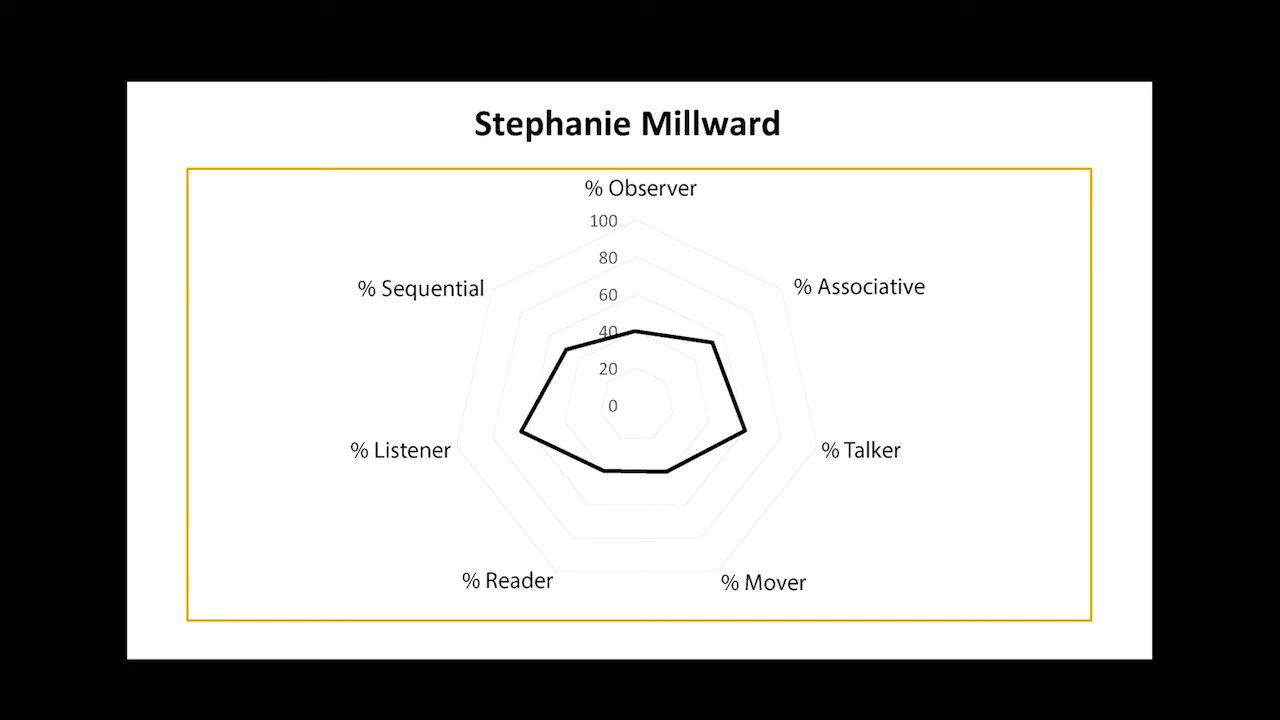 Stephanie Millward
% Observer
100
80
60
40
20
0
% Sequential
% Associative
% Listener
% Talker
% Reader
% Mover